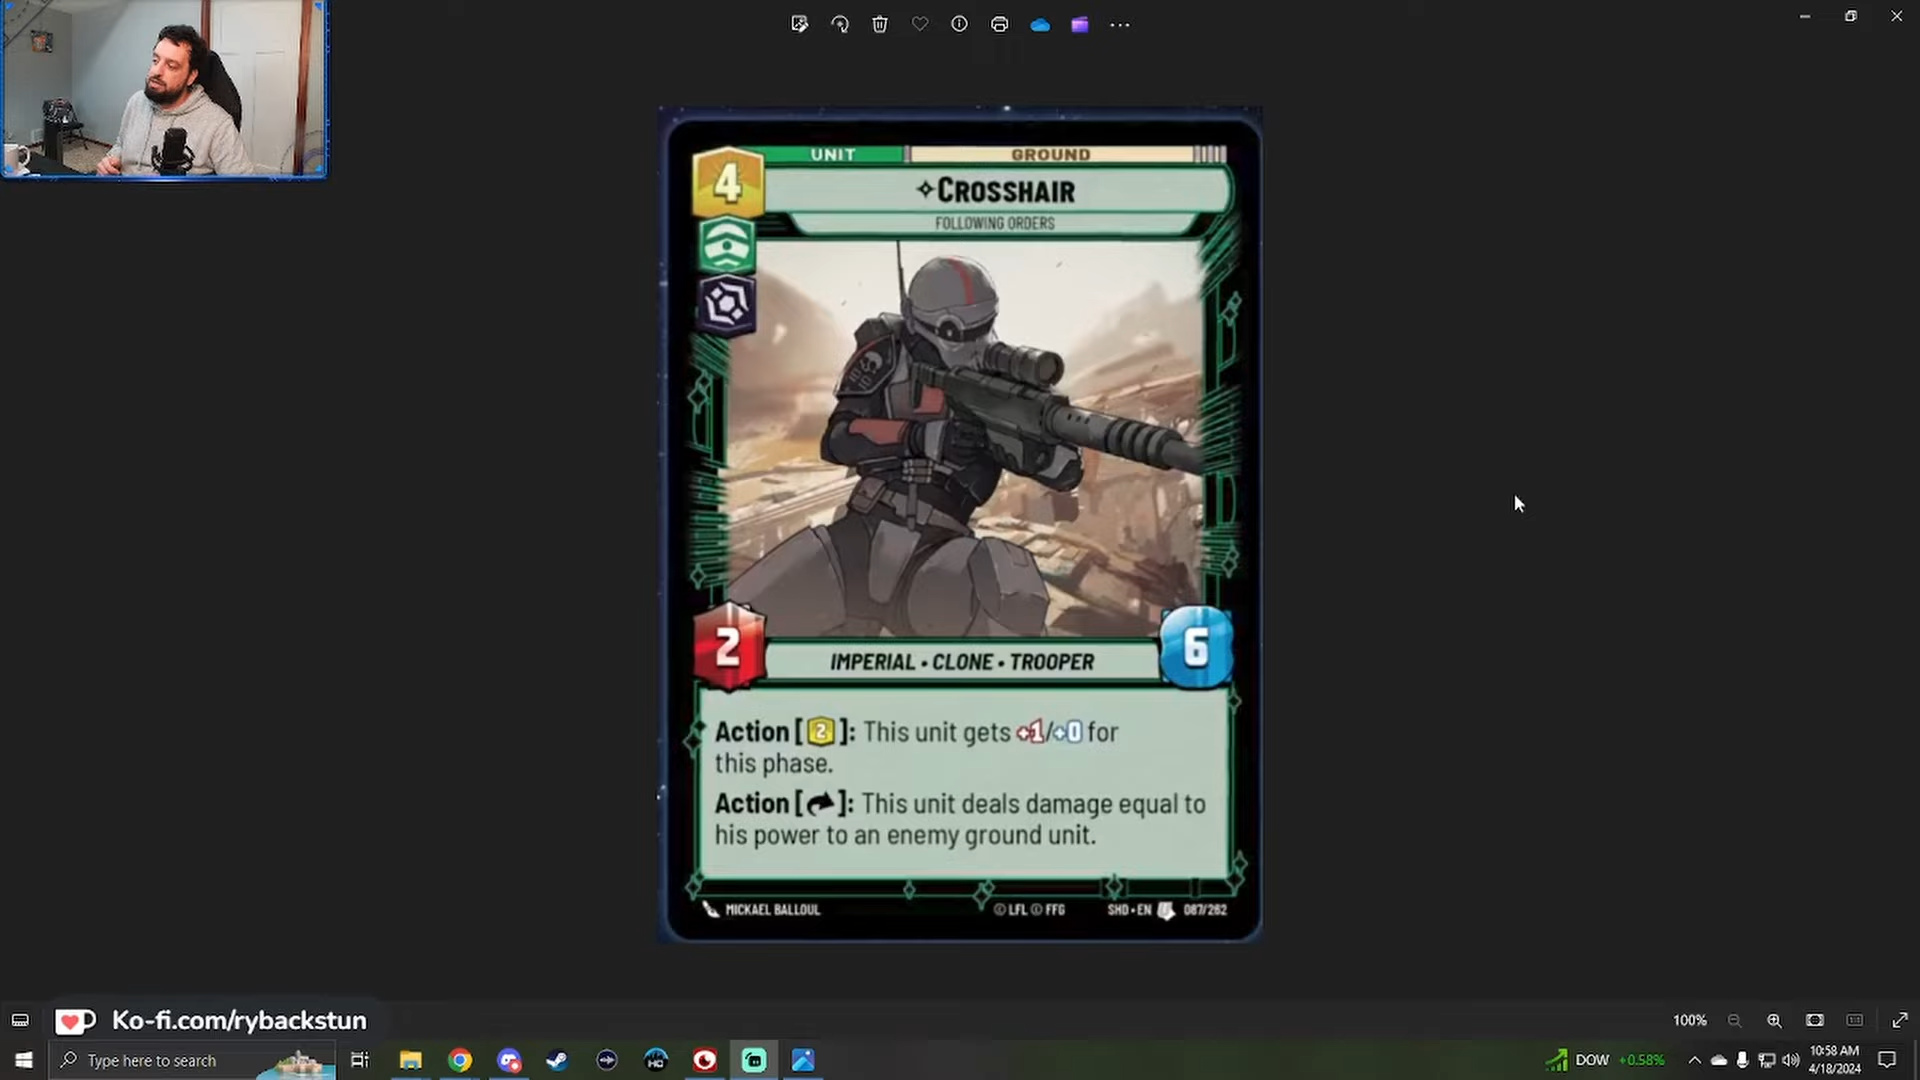 UNIT
GROUND
4
CROSSHAIR
FOLLOWING ORDERS
2
6
IMPERIAL • CLONE • TROOPER
Action [2]: This unit gets +1/+0 for
this phase.
Action [ ]: This unit deals damage equal to
his power to an enemy ground unit.
MICKAEL BALLOUL
© LFL © FFG
SHD • EN
087/262
Ko-fi.com/rybackstun
100%
Type here to search
DOW +0.58%
10:58 AM
4/18/2024